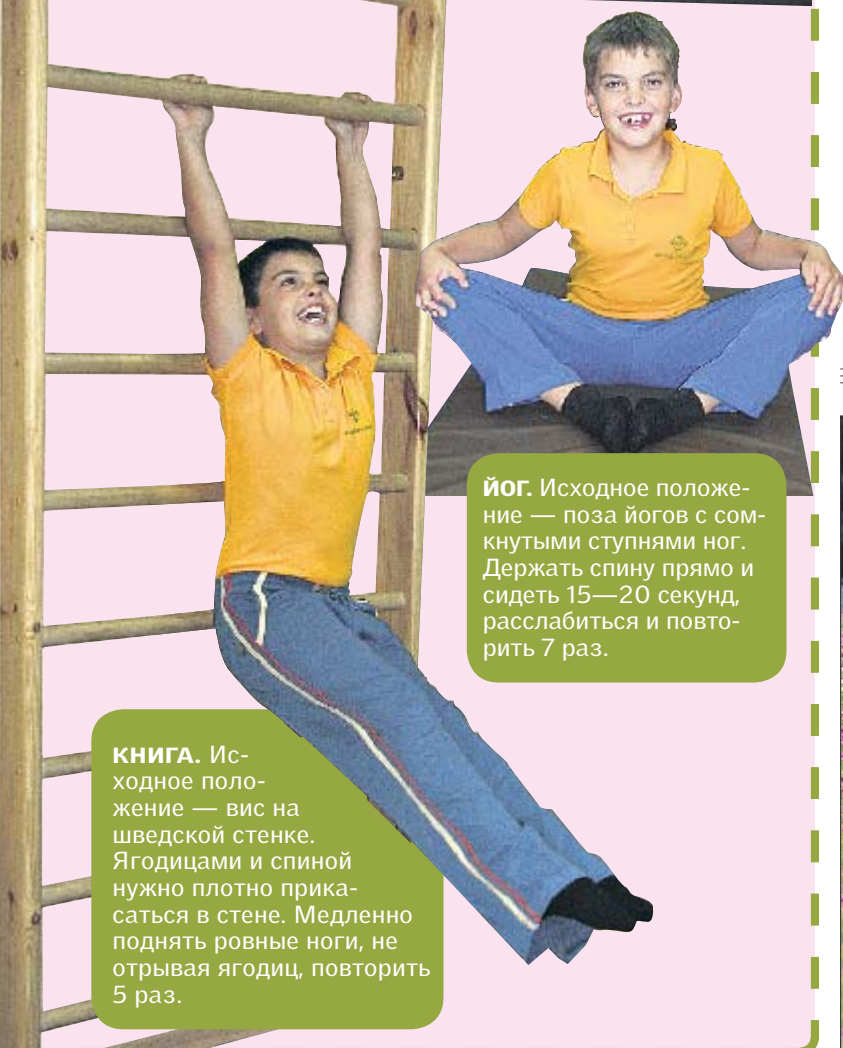 ЙОГ. Исходное положе-
ние — поза йогов с сом-
кнутыми ступнями ног.
Держать спину прямо и
сидеть 15—20 секунд,
расслабиться и повто-
рить 7 раз.
КНИГА. Ис-
ходное поло-
жение — вис на
шведской стенке.
Ягодицами и спиной
нужно плотно прика-
саться в стене. Медленно
поднять ровные ноги, не
отрывая ягодиц, повторить
5 раз.